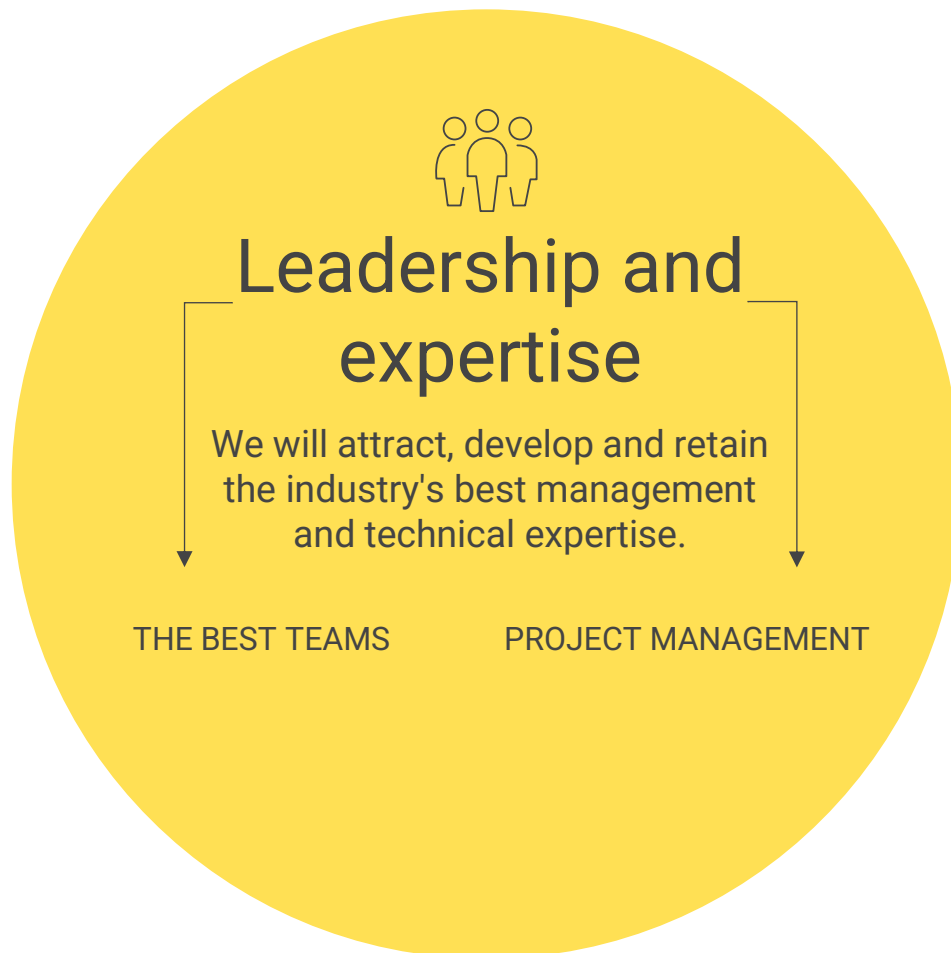 Leadership and
expertise
We will attract, develop and retain
the industry's best management
and technical expertise.
THE BEST TEAMS
PROJECT MANAGEMENT